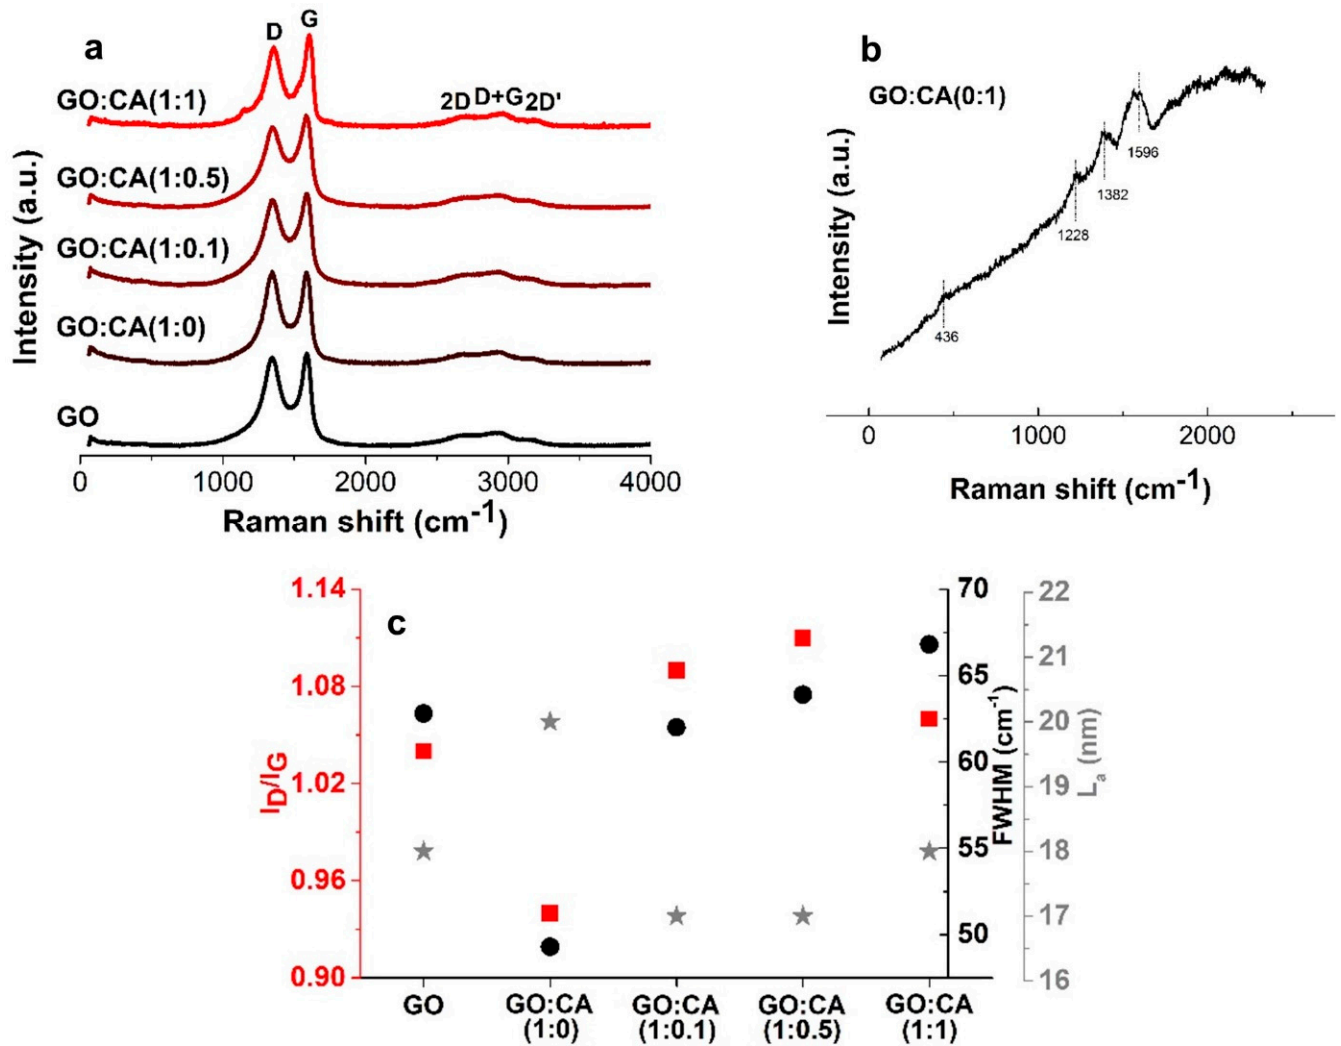 a
D
G
GO:CA(1:1)
2D D+G 2D'
GO:CA(1:0.5)
GO:CA(1:0.1)
GO:CA(1:0)
GO
Intensity (a.u.)
0 1000 2000 3000 4000
Raman shift (cm-1)
b
GO:CA(0:1)
1596
1382
1228
436
Intensity (a.u.)
0 1000 2000
Raman shift (cm-1)
c
1.14
1.08
1.02
0.96
0.90
ID/IG
70
65
60
55
50
FWHM (cm-1)
22
21
20
19
18
17
16
La (nm)
GO GO:CA GO:CA GO:CA GO:CA
(1:0) (1:0.1) (1:0.5) (1:1)